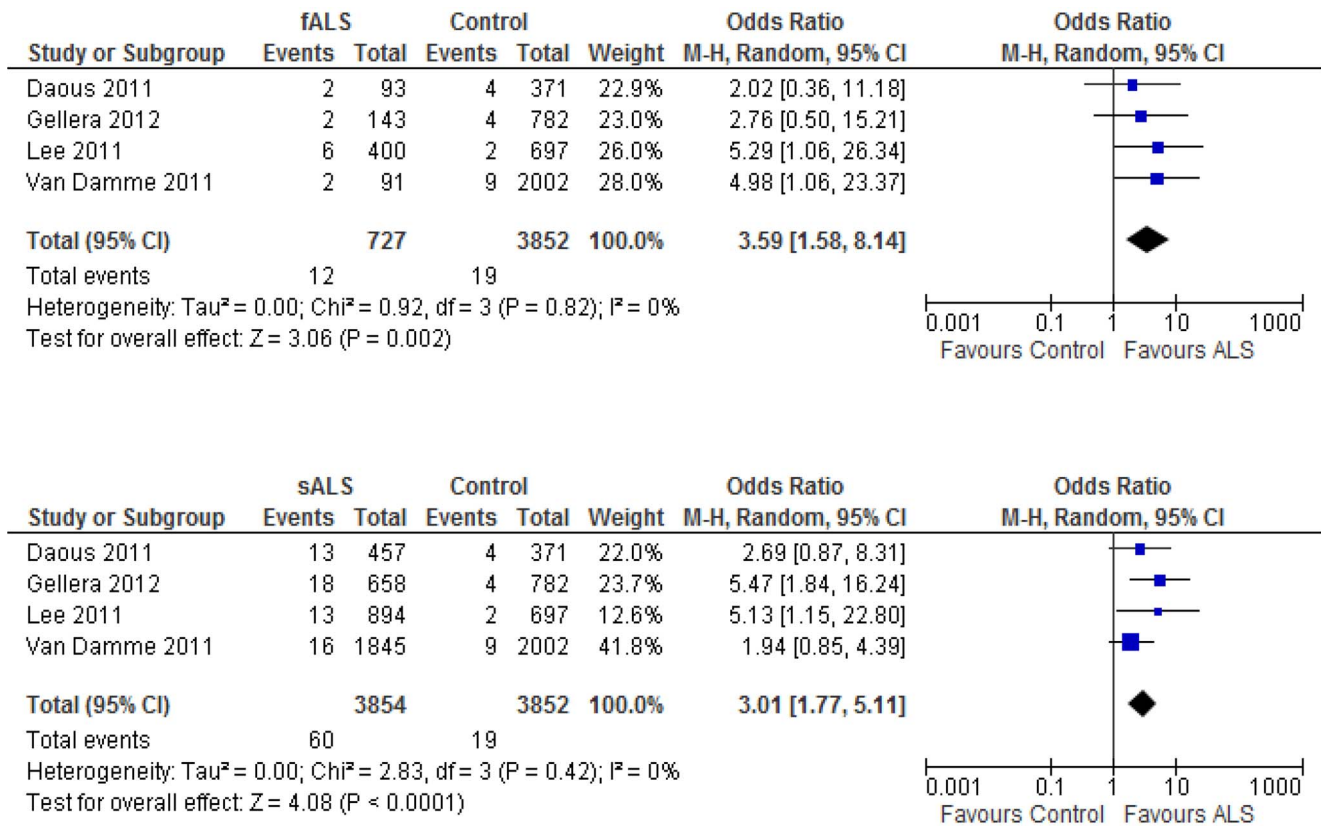 fALS Control Odds Ratio Odds Ratio
Study or Subgroup Events Total Events Total Weight M-H, Random, 95% CI M-H, Random, 95% CI
Daous 2011 2 93 4 371 22.9% 2.02 [0.36, 11.18]
Gellera 2012 2 143 4 782 23.0% 2.76 [0.50, 15.21]
Lee 2011 6 400 2 697 26.0% 5.29 [1.06, 26.34]
Van Damme 2011 2 91 9 2002 28.0% 4.98 [1.06, 23.37]
Total (95% CI) 727 3852 100.0% 3.59 [1.58, 8.14]
Total events 12 19
Heterogeneity: Tau² = 0.00; Chi² = 0.92, df = 3 (P = 0.82); I² = 0%
Test for overall effect: Z = 3.06 (P = 0.002)
0.001 0.1 1 10 1000
Favours Control Favours ALS
sALS Control Odds Ratio Odds Ratio
Study or Subgroup Events Total Events Total Weight M-H, Random, 95% CI M-H, Random, 95% CI
Daous 2011 13 457 4 371 22.0% 2.69 [0.87, 8.31]
Gellera 2012 18 658 4 782 23.7% 5.47 [1.84, 16.24]
Lee 2011 13 894 2 697 12.6% 5.13 [1.15, 22.80]
Van Damme 2011 16 1845 9 2002 41.8% 1.94 [0.85, 4.39]
Total (95% CI) 3854 3852 100.0% 3.01 [1.77, 5.11]
Total events 60 19
Heterogeneity: Tau² = 0.00; Chi² = 2.83, df = 3 (P = 0.42); I² = 0%
Test for overall effect: Z = 4.08 (P < 0.0001)
0.001 0.1 1 10 1000
Favours Control Favours ALS